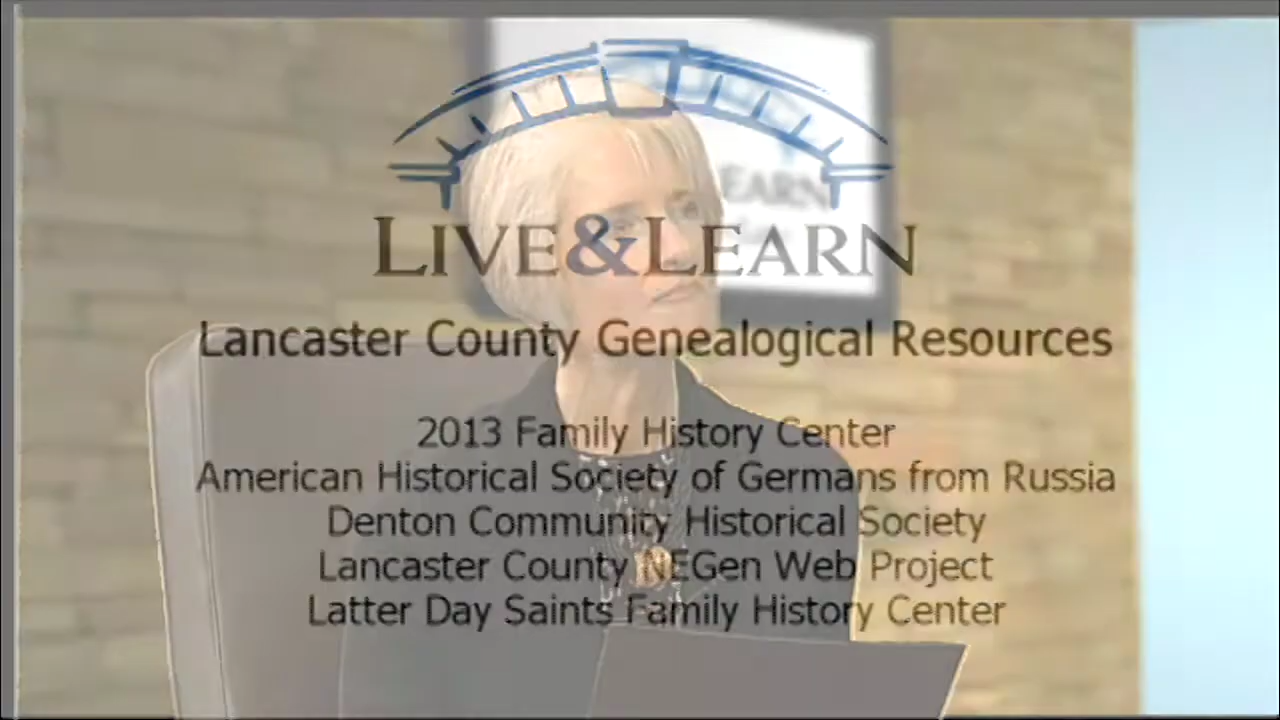 LIVE&LEARN
EARN
Lancaster County Genealogical Resources
2013 Family History Center
American Historical Society of Germans from Russia
Denton Community Historical Society
Lancaster County NEGen Web Project
Latter Day Saints Family History Center